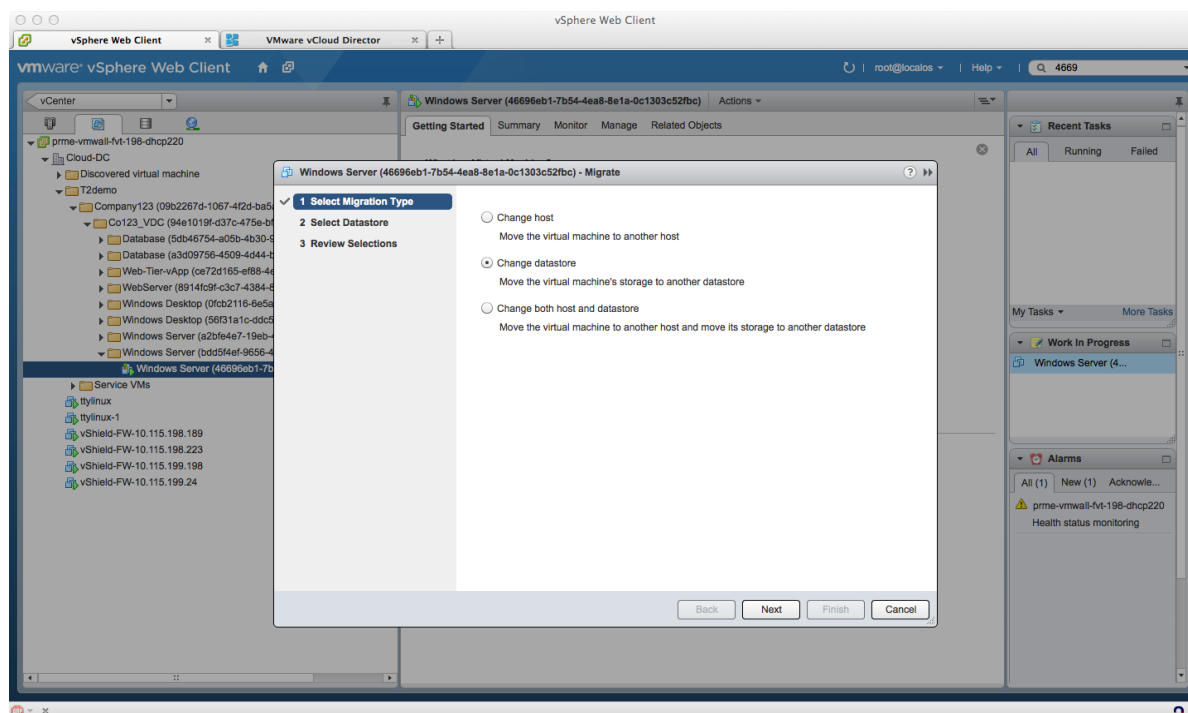 vSphere Web Client
vSphere Web Client
VMware vCloud Director
vmware® vSphere Web Client
root@localos
Help
4669
vCenter
Windows Server (46696eb1-7b54-4ea8-8e1a-0c1303c52fbc)
Actions
Getting Started
Summary
Monitor
Manage
Related Objects
prme-vmwall-fvt-198-dhcp220
Cloud-DC
Discovered virtual machine
T2demo
Company123 (09b2267d-1067-4f2d-ba5
Co123_VDC (94e1019f-d37c-475e-bf
Database (5db46754-a05b-4b30-9
Database (a3d09756-4509-4d44-b
Web-Tier-vApp (ce72d165-ef88-4e
WebServer (8914fc9f-c3c7-4384-8
Windows Desktop (0fcb2116-6e5a
Windows Desktop (56f31a1c-ddc5
Windows Server (a2bfe4e7-19eb-
Windows Server (bdd5f4ef-9656-4
Windows Server (46696eb1-7b
Service VMs
ttylinux
ttylinux-1
vShield-FW-10.115.198.189
vShield-FW-10.115.198.223
vShield-FW-10.115.199.198
vShield-FW-10.115.199.24
Windows Server (46696eb1-7b54-4ea8-8e1a-0c1303c52fbc) - Migrate
1 Select Migration Type
2 Select Datastore
3 Review Selections
Change host
Move the virtual machine to another host
Change datastore
Move the virtual machine's storage to another datastore
Change both host and datastore
Move the virtual machine to another host and move its storage to another datastore
Back
Next
Finish
Cancel
Recent Tasks
All
Running
Failed
My Tasks
More Tasks
Work In Progress
Windows Server (4...
Alarms
All (1)
New (1)
Acknowle...
prme-vmwall-fvt-198-dhcp220
Health status monitoring